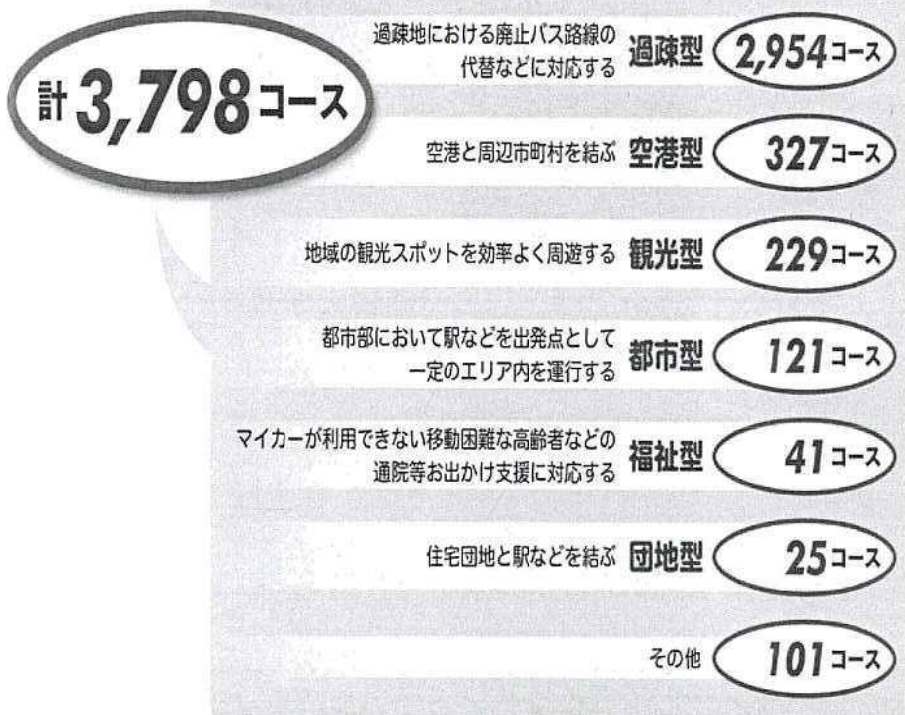 計3,798コース
過疎地における廃止バス路線の
代替などに対応する 過疎型 2,954コース
空港と周辺市町村を結ぶ 空港型 327コース
地域の観光スポットを効率よく周遊する 観光型 229コース
都市部において駅などを出発点として
一定のエリア内を運行する 都市型 121コース
マイカーが利用できない移動困難な高齢者などの
通院等お出かけ支援に対応する 福祉型 41コース
住宅団地と駅などを結ぶ 団地型 25コース
その他 101コース